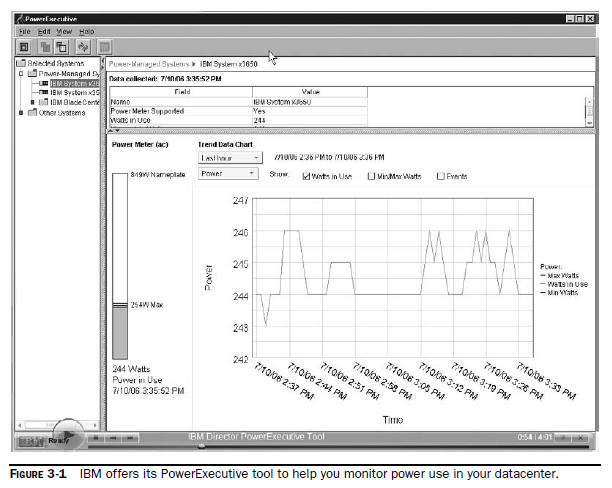 PowerExecutive
File Edit View Help
Selected Systems
Power-Managed Sy
IBM System x36
IBM System x35
IBM BladeCente
Other Systems
Power-Managed Systems IBM System x3650
Data collected: 7/10/06 3:35:52 PM
Field Value
Name IBM System x3650
Power Meter Supported Yes
Watts in Use 244
Power Meter (ac)
849W Nameplate
254W Max
244 Watts
Power in Use
7/10/06 3:35:52 PM
Trend Data Chart
Last hour 7/10/06 2:36 PM to 7/10/06 3:36 PM
Power Show: Watts in Use Min/Max Watts Events
247
246
245
244
243
242
Power
7/10/06 2:37 PM
7/10/06 2:44 PM
7/10/06 2:51 PM
7/10/06 2:58 PM
7/10/06 3:05 PM
7/10/06 3:12 PM
7/10/06 3:19 PM
7/10/06 3:26 PM
7/10/06 3:33 PM
Time
Power:
Max Watts
Watts in Use
Min Watts
Ready
IBM Director PowerExecutive Tool
0:54 | 4:01
FIGURE 3-1 IBM offers its PowerExecutive tool to help you monitor power use in your datacenter.